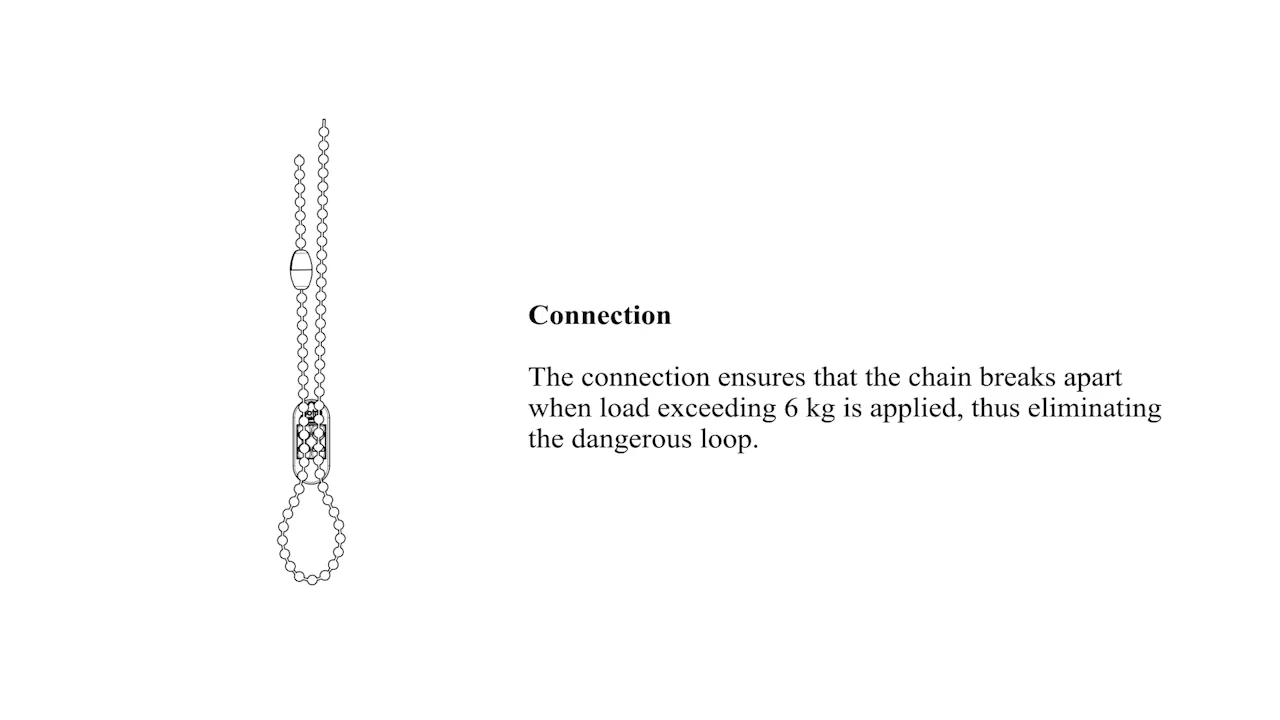 Connection
The connection ensures that the chain breaks apart
when load exceeding 6 kg is applied, thus eliminating
the dangerous loop.